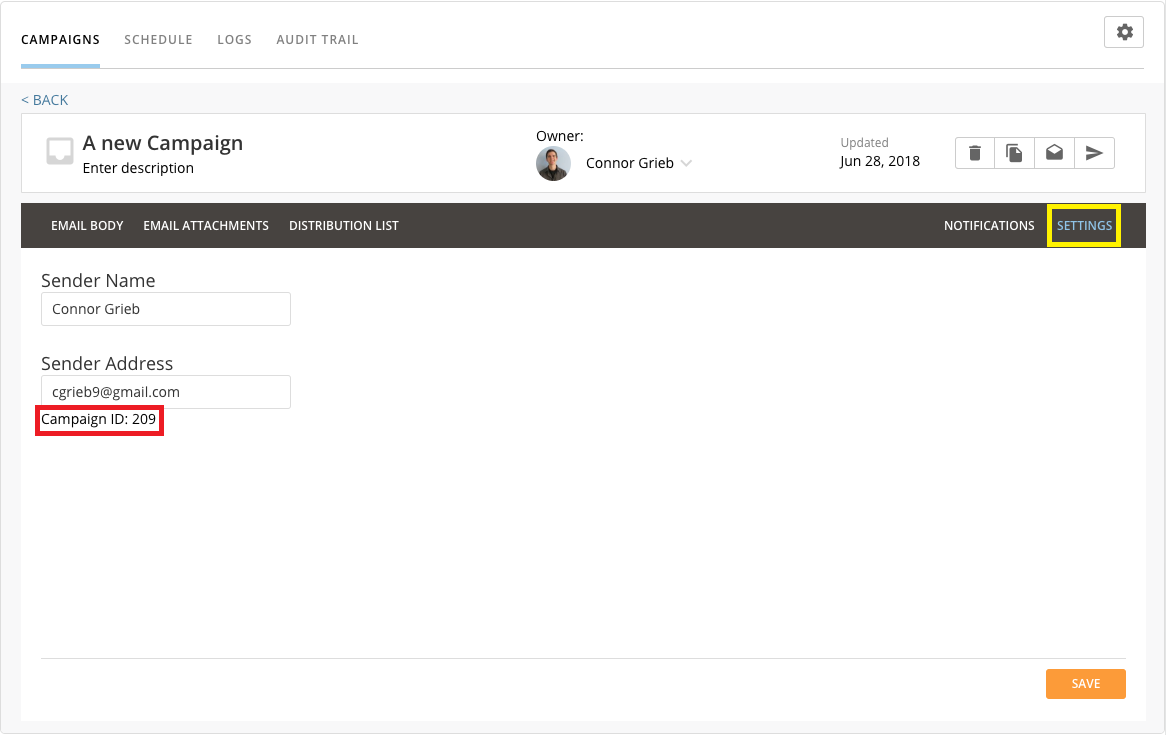 CAMPAIGNS SCHEDULE LOGS AUDIT TRAIL
< BACK
A new Campaign
Enter description
Owner:
Connor Grieb
Updated
Jun 28, 2018
EMAIL BODY EMAIL ATTACHMENTS DISTRIBUTION LIST NOTIFICATIONS SETTINGS
Sender Name
Connor Grieb
Sender Address
cgrieb9@gmail.com
Campaign ID: 209
SAVE